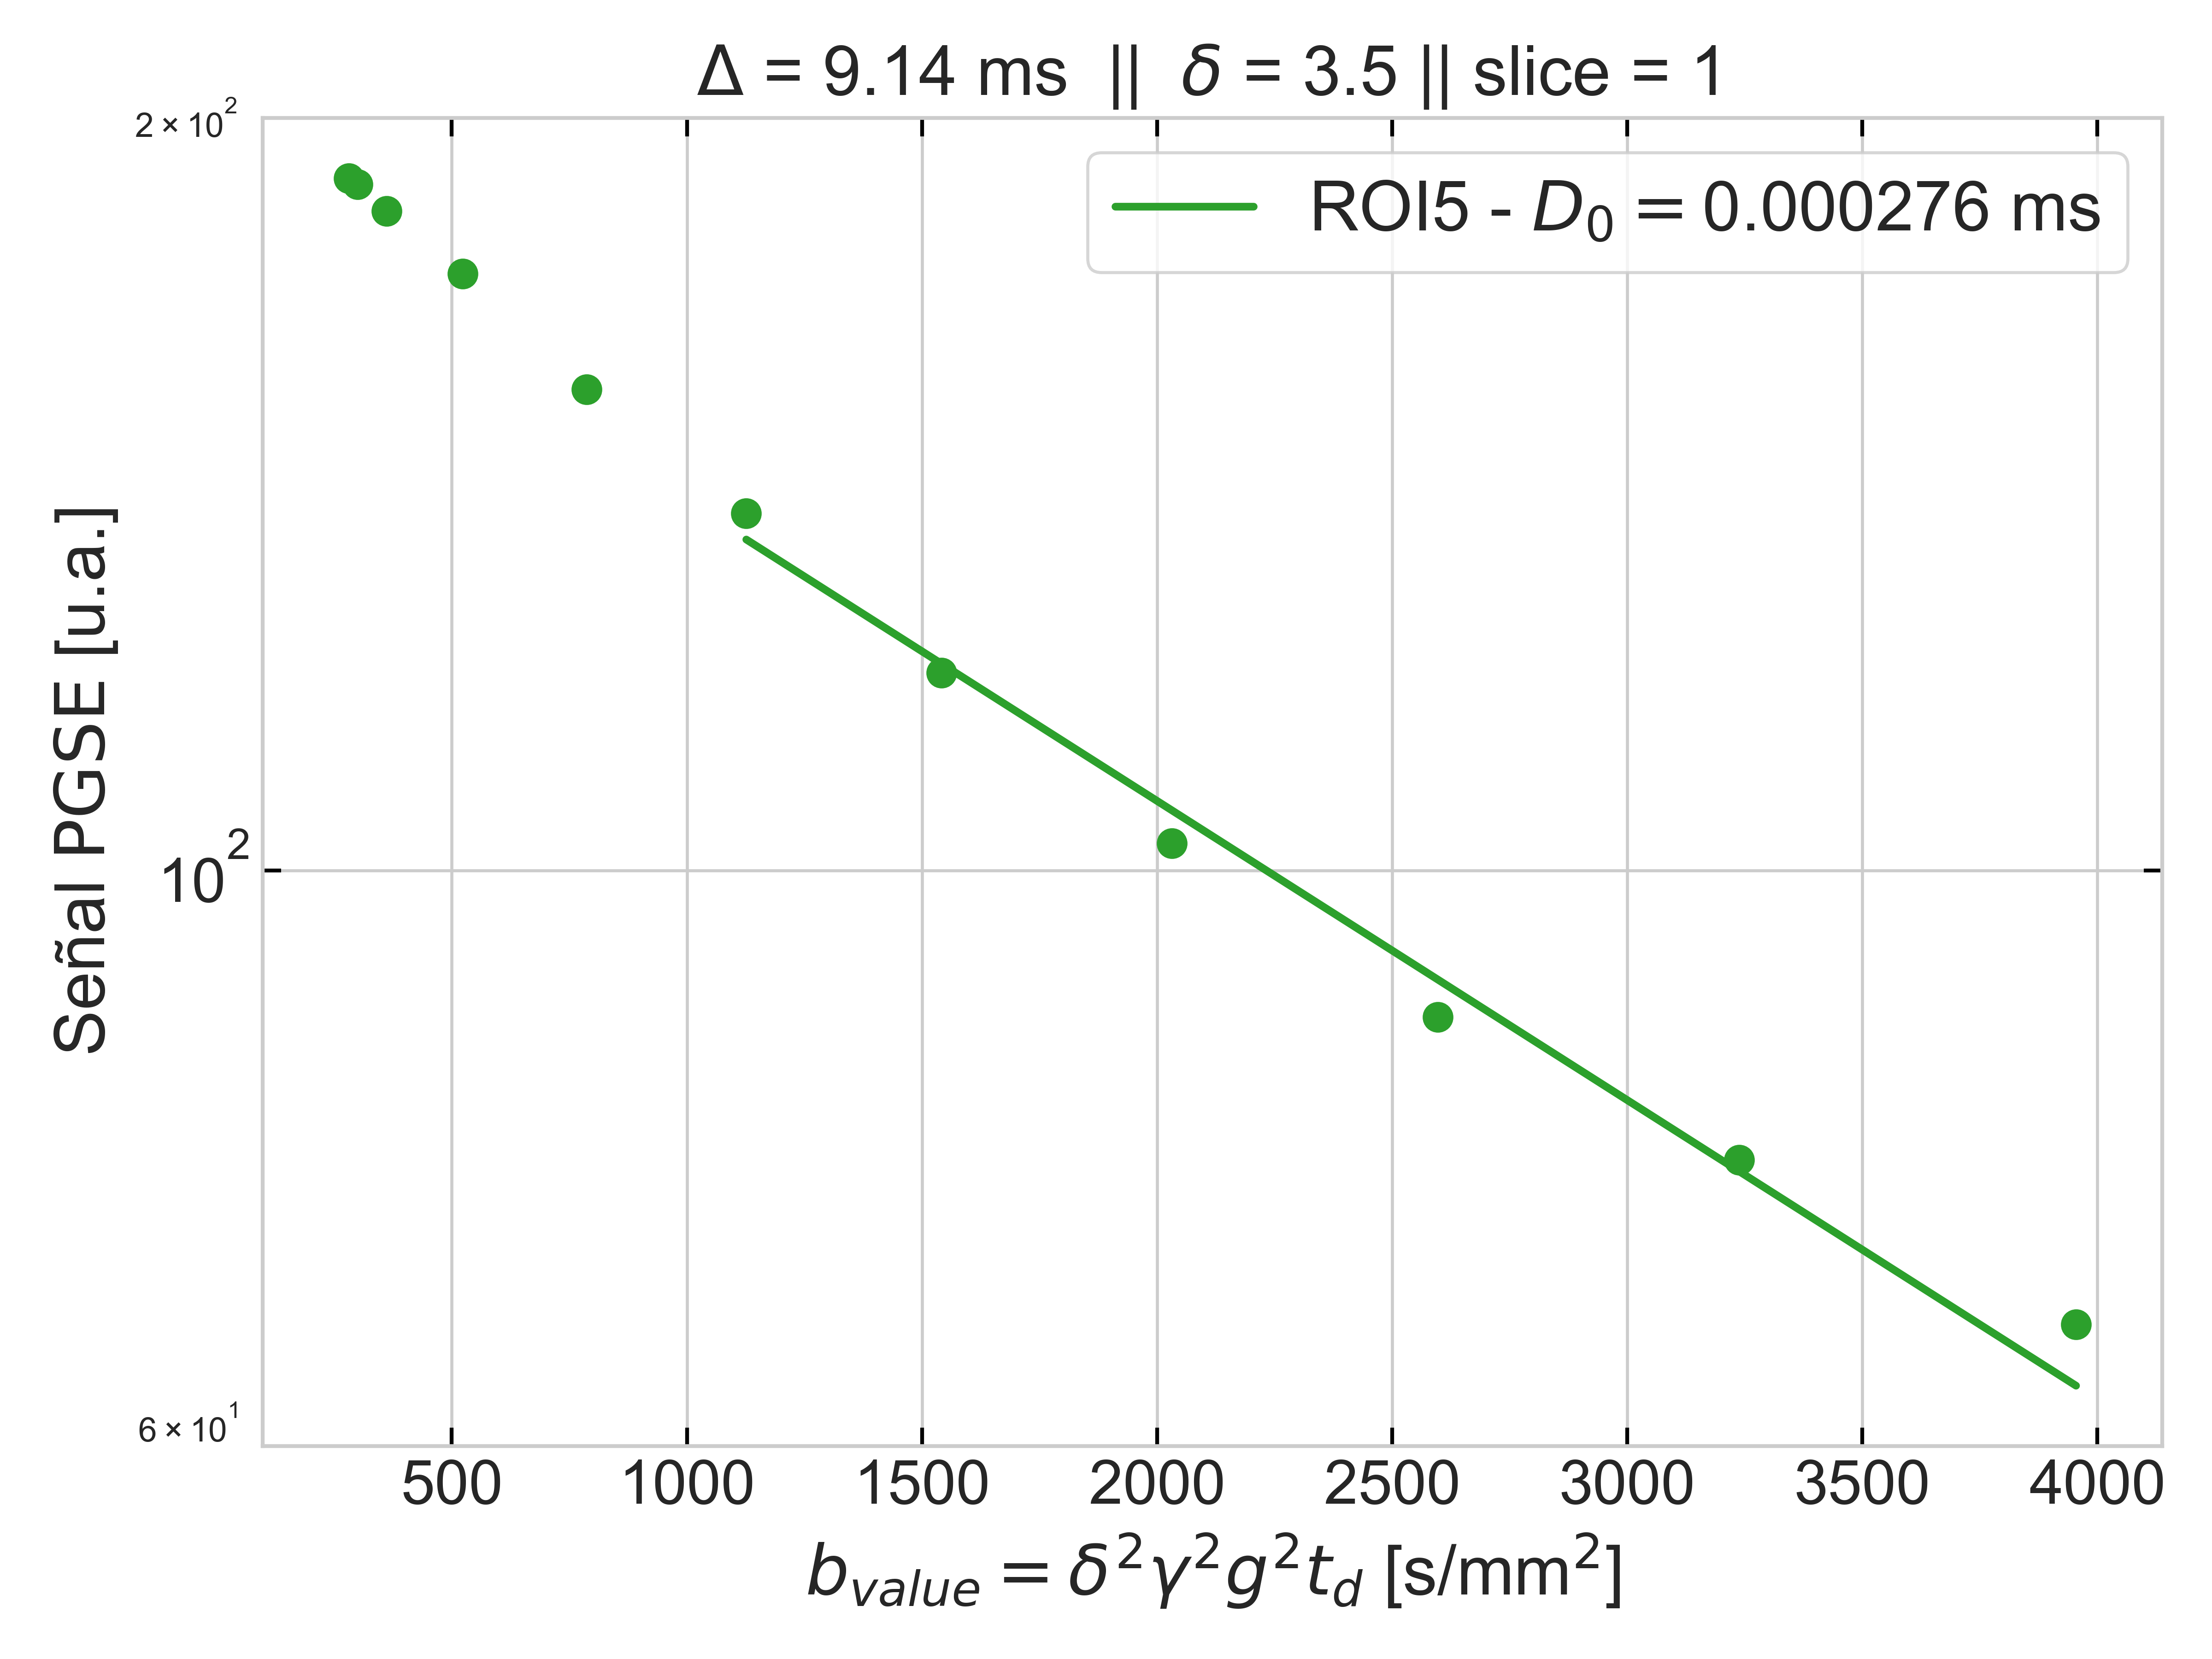 Δ = 9.14 ms || δ = 3.5 || slice = 1
2 × 10²
ROI5 - D₀ = 0.000276 ms
Señal PGSE [u.a.]
10²
6 × 10¹
500 1000 1500 2000 2500 3000 3500 4000
b_value = δ²γ²g²t_d [s/mm²]